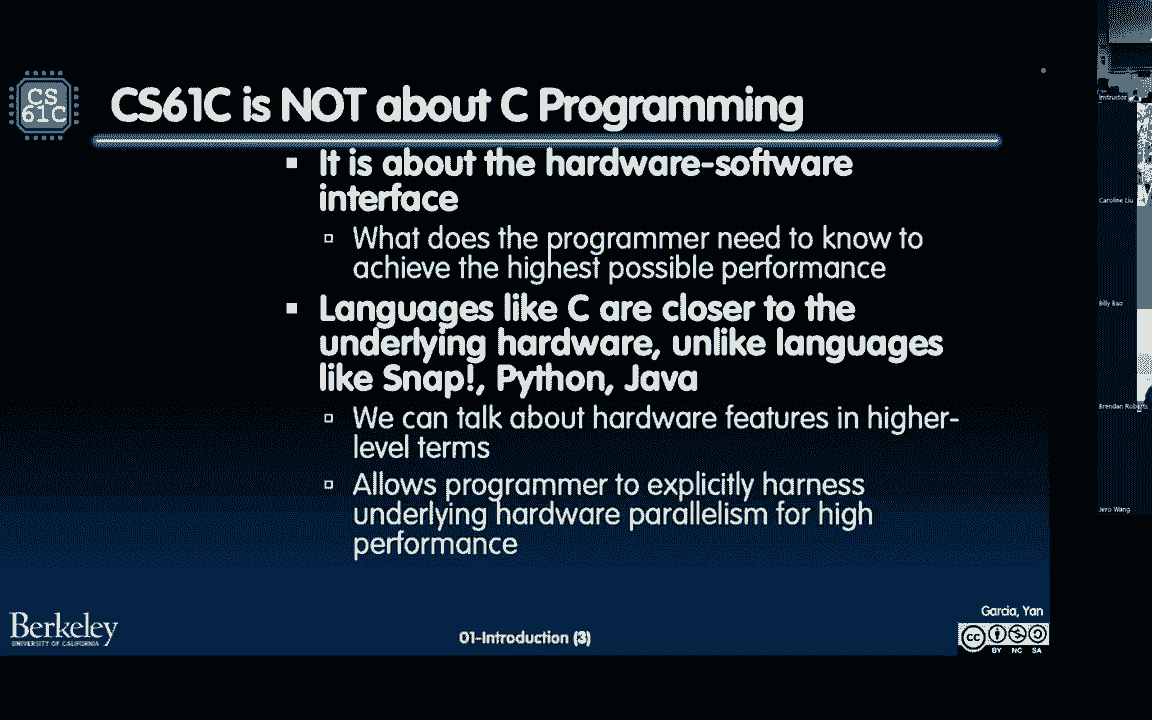 CS
61C
CS61C is NOT about C Programming
▪ It is about the hardware-software
interface
▫ What does the programmer need to know to
achieve the highest possible performance
▪ Languages like C are closer to the
underlying hardware, unlike languages
like Snap!, Python, Java
▫ We can talk about hardware features in higher-
level terms
▫ Allows programmer to explicitly harness
underlying hardware parallelism for high
performance
Berkeley
UNIVERSITY OF CALIFORNIA
01-Introduction (3)
Garcia, Yan
cc
BY NC SA
Instructor
Caroline Liu
Billy Bao
Brendan Roberts
Jero Wang